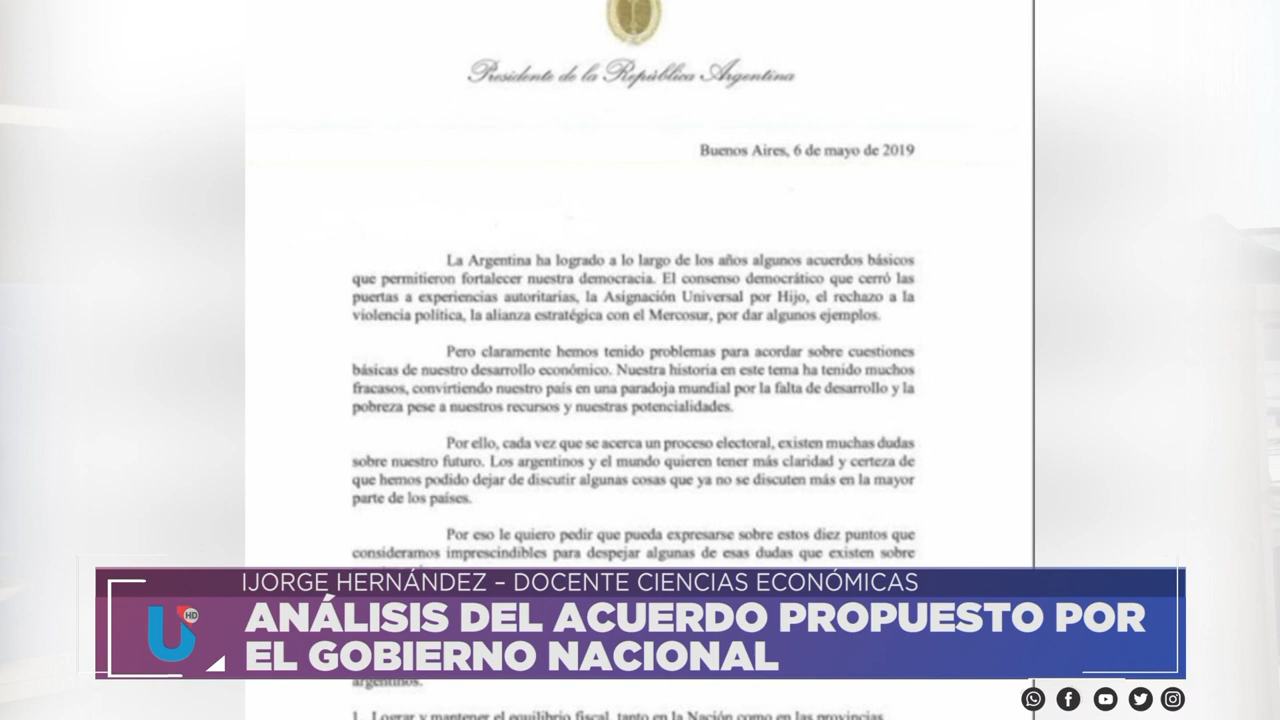 Presidente de la República Argentina
Buenos Aires, 6 de mayo de 2019
La Argentina ha logrado a lo largo de los años algunos acuerdos básicos
que permitieron fortalecer nuestra democracia. El consenso democrático que cerró las
puertas a experiencias autoritarias, la Asignación Universal por Hijo, el rechazo a la
violencia política, la alianza estratégica con el Mercosur, por dar algunos ejemplos.
Pero claramente hemos tenido problemas para acordar sobre cuestiones
básicas de nuestro desarrollo económico. Nuestra historia en este tema ha tenido muchos
fracasos, convirtiendo nuestro país en una paradoja mundial por la falta de desarrollo y la
pobreza pese a nuestros recursos y nuestras potencialidades.
Por ello, cada vez que se acerca un proceso electoral, existen muchas dudas
sobre nuestro futuro. Los argentinos y el mundo quieren tener más claridad y certeza de
que hemos podido dejar de discutir algunas cosas que ya no se discuten más en la mayor
parte de los países.
Por eso le quiero pedir que pueda expresarse sobre estos diez puntos que
consideramos imprescindibles para despejar algunas de esas dudas que existen sobre
IJORGE HERNÁNDEZ – DOCENTE CIENCIAS ECONÓMICAS
U HD
ANÁLISIS DEL ACUERDO PROPUESTO POR
EL GOBIERNO NACIONAL
argentinos.
1. Lograr y mantener el equilibrio fiscal, tanto en la Nación como en las provincias